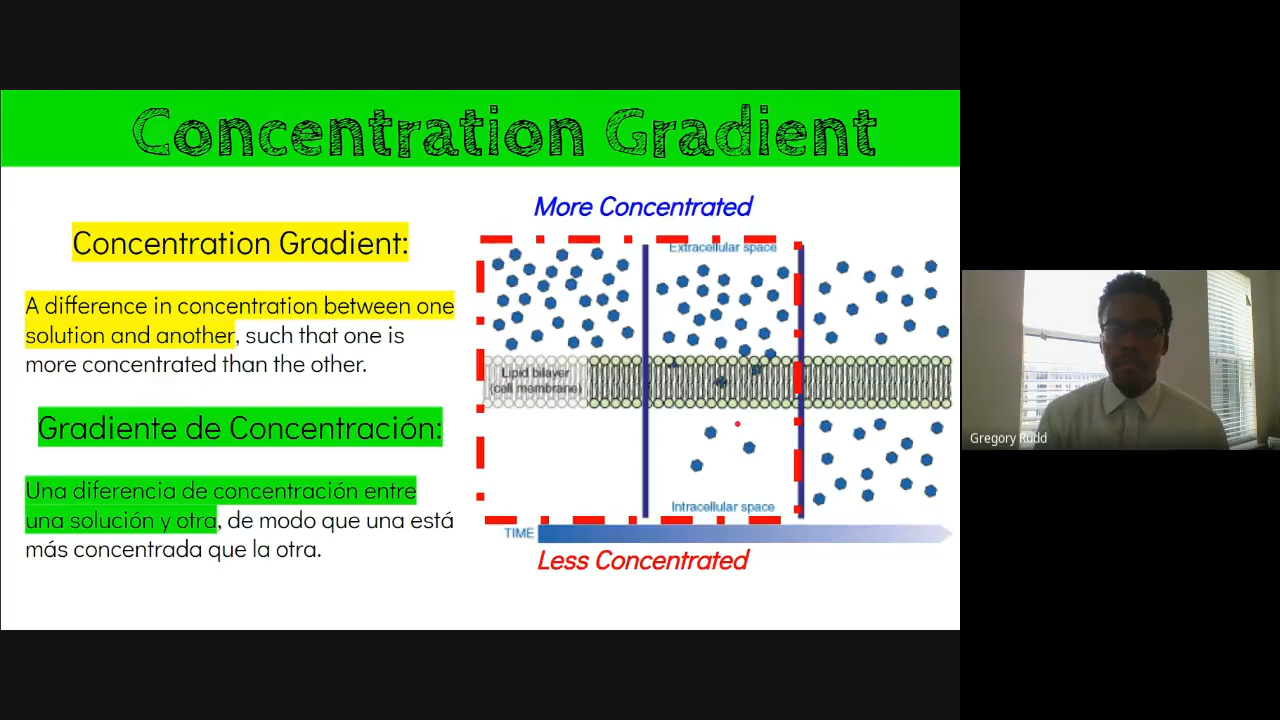 Concentration Gradient
Concentration Gradient:
A difference in concentration between one
solution and another, such that one is
more concentrated than the other.
Gradiente de Concentración:
Una diferencia de concentración entre
una solución y otra, de modo que una está
más concentrada que la otra.
More Concentrated
Extracellular space
Lipid bilayer
(cell membrane)
Intracellular space
TIME
Less Concentrated
Gregory Rudd